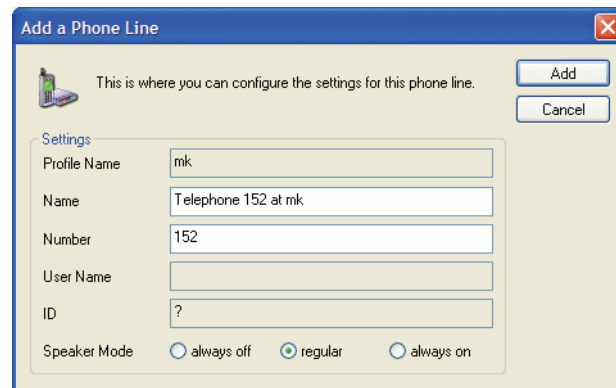 Add a Phone Line
This is where you can configure the settings for this phone line.
Add
Cancel
Settings
Profile Name mk
Name Telephone 152 at mk
Number 152
User Name
ID ?
Speaker Mode always off regular always on